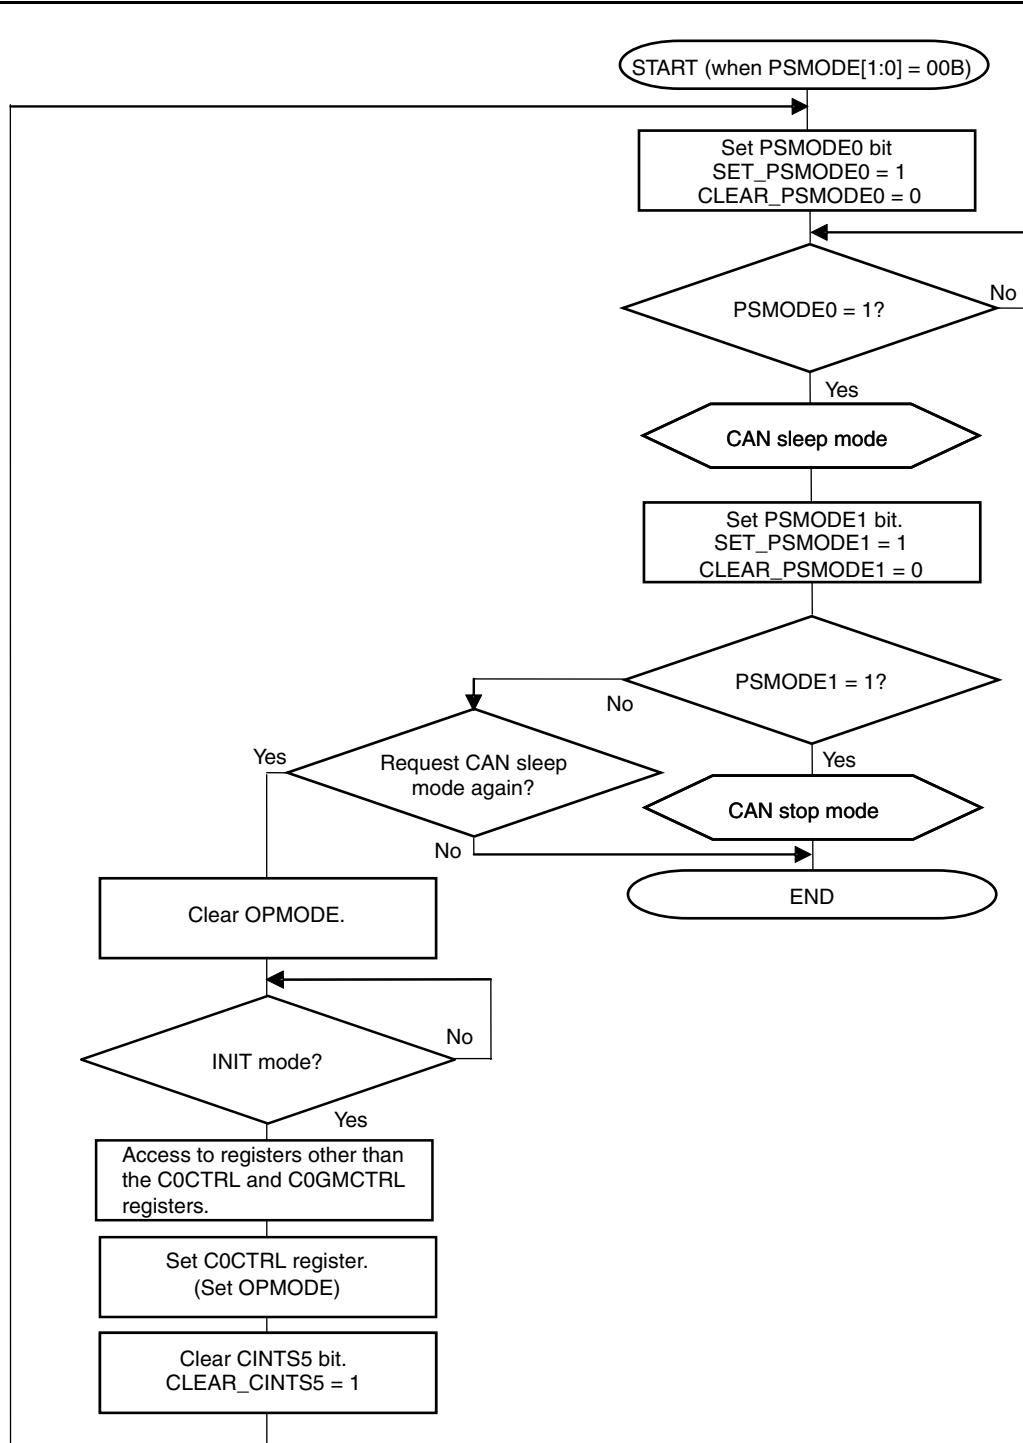 START (when PSMODE[1:0] = 00B)
Set PSMODE0 bit
SET_PSMODE0 = 1
CLEAR_PSMODE0 = 0
PSMODE0 = 1?
No
Yes
CAN sleep mode
Set PSMODE1 bit.
SET_PSMODE1 = 1
CLEAR_PSMODE1 = 0
PSMODE1 = 1?
No
Yes
Request CAN sleep
mode again?
Yes
No
CAN stop mode
END
Clear OPMODE.
INIT mode?
No
Yes
Access to registers other than
the C0CTRL and C0GMCTRL
registers.
Set C0CTRL register.
(Set OPMODE)
Clear CINTS5 bit.
CLEAR_CINTS5 = 1